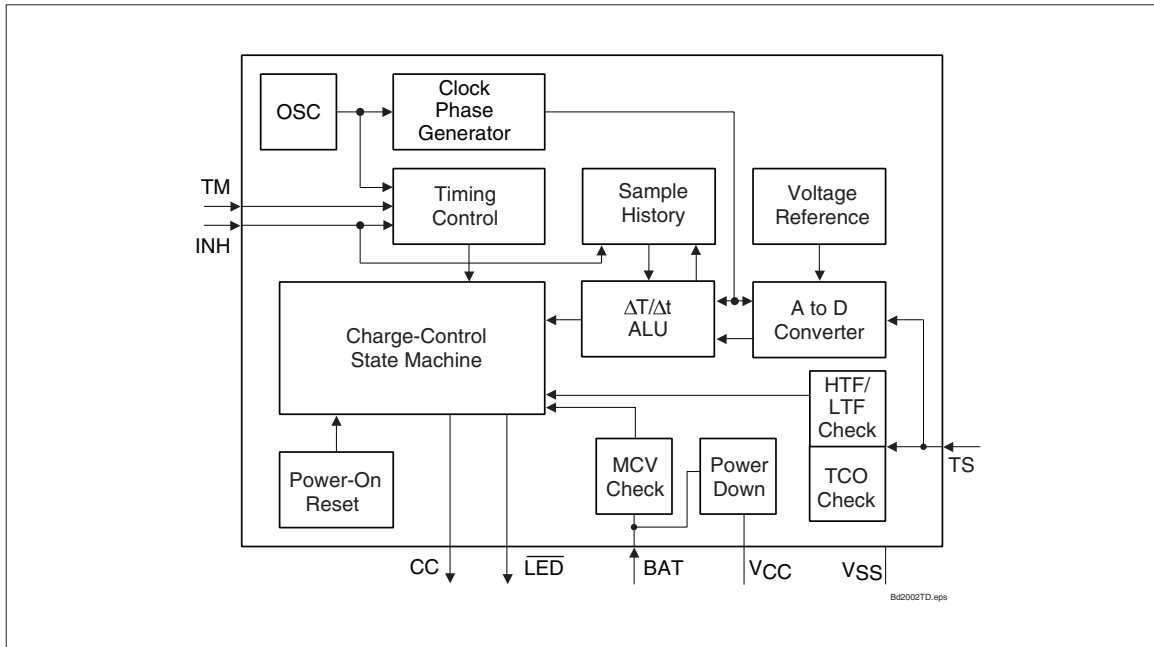 OSC
Clock
Phase
Generator
TM
INH
Timing
Control
Sample
History
Voltage
Reference
Charge-Control
State Machine
ΔT/Δt
ALU
A to D
Converter
HTF/
LTF
Check
TCO
Check
TS
Power-On
Reset
MCV
Check
Power
Down
CC
LED
BAT
VCC
VSS
Bd2002TD.eps